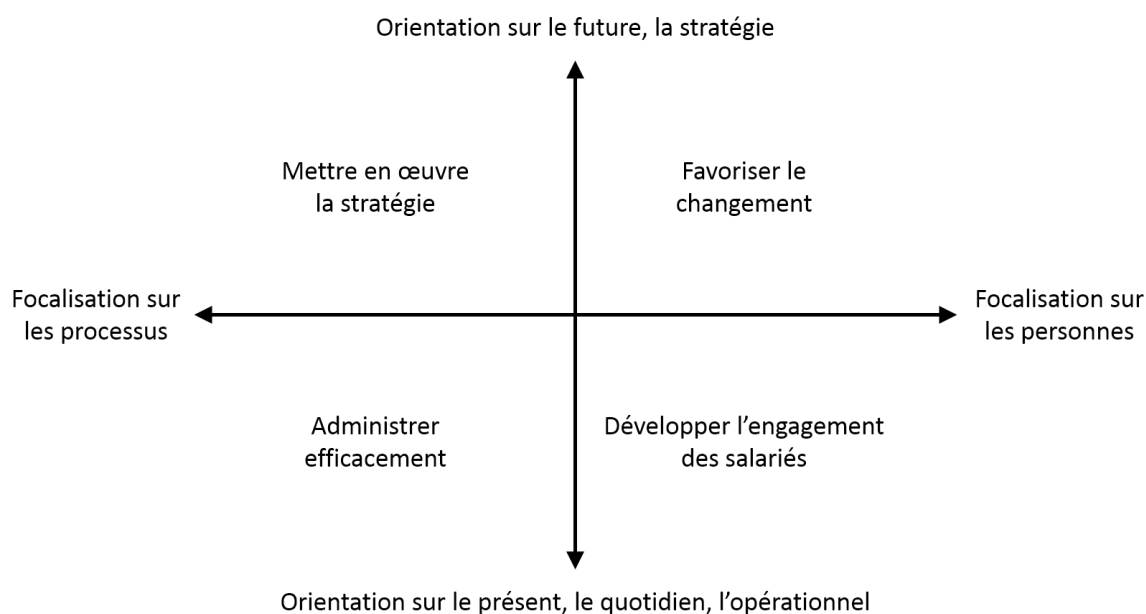 Orientation sur le future, la stratégie
Mettre en œuvre
la stratégie
Favoriser le
changement
Focalisation sur
les processus
Focalisation sur
les personnes
Administrer
efficacement
Développer l’engagement
des salariés
Orientation sur le présent, le quotidien, l’opérationnel